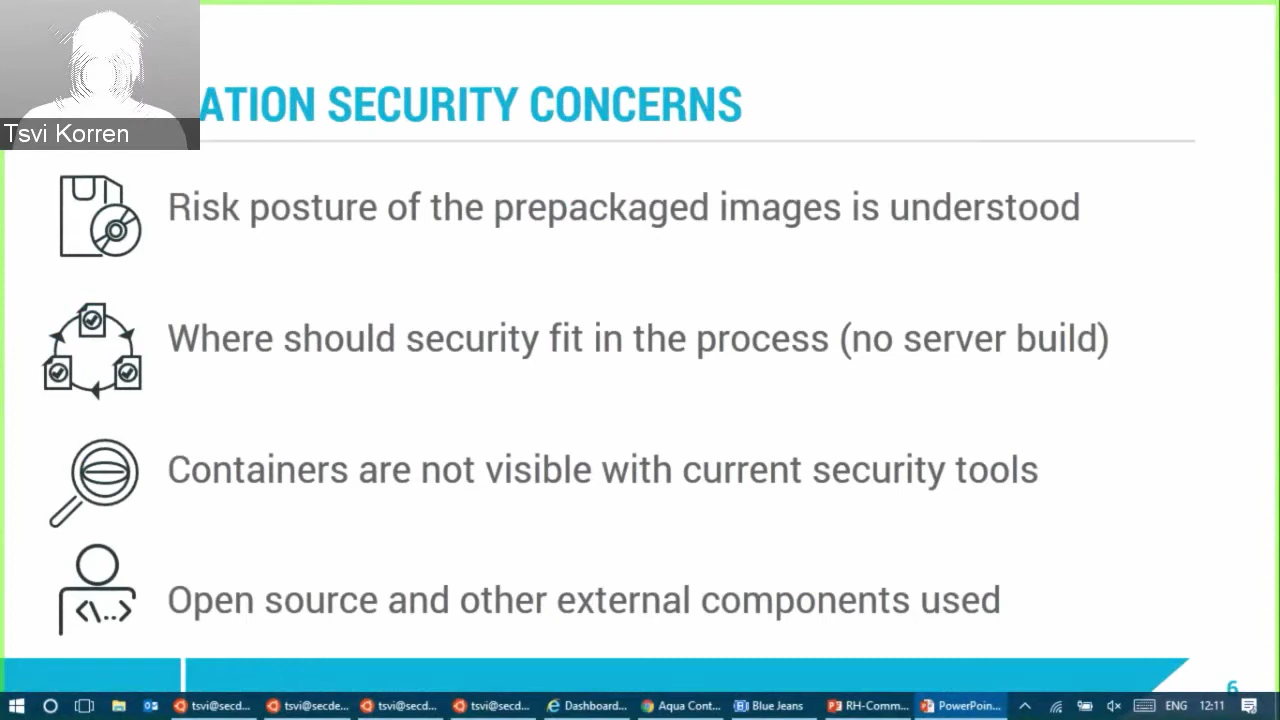 ATION SECURITY CONCERNS
Tsvi Korren
Risk posture of the prepackaged images is understood
Where should security fit in the process (no server build)
Containers are not visible with current security tools
<\..>
Open source and other external components used
6
tsvi@secd...
tsvi@secde...
tsvi@secd...
tsvi@secd...
Dashboard...
Aqua Cont...
Blue Jeans
RH-Comm...
PowerPoin...
ENG
12:11